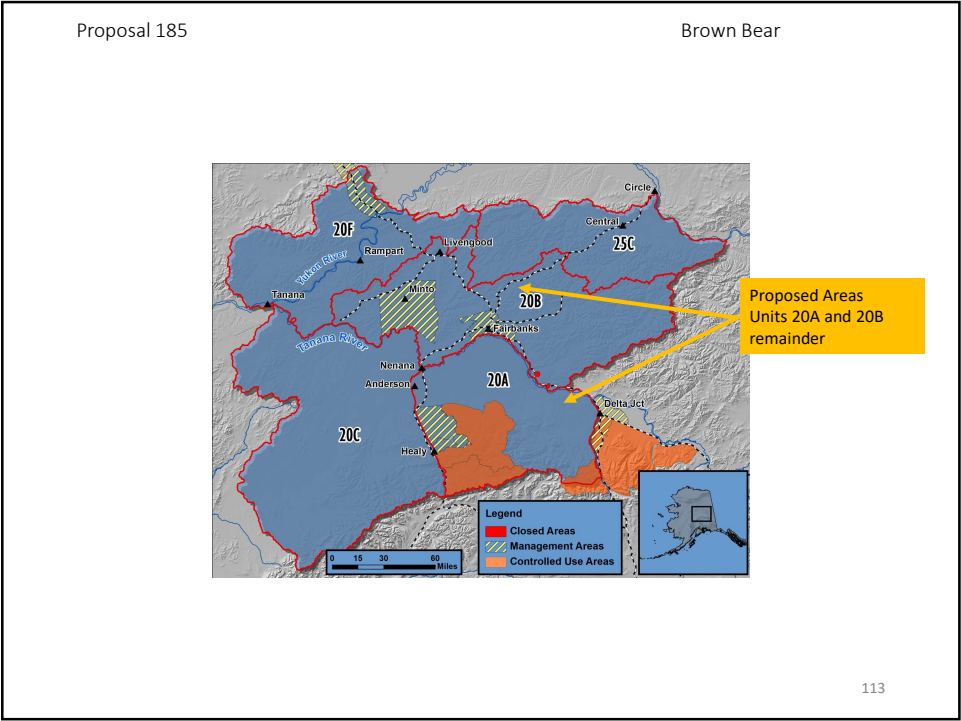 Proposal 185
Brown Bear
Circle
Central
25C
20F
Livengood
Rampart
Yukon River
Minto
Tanana
20B
Proposed Areas
Units 20A and 20B
remainder
Fairbanks
Tanana River
Nenana
Anderson
20A
Delta Jct
20C
Healy
Legend
Closed Areas
Management Areas
Controlled Use Areas
0 15 30 60
Miles
113